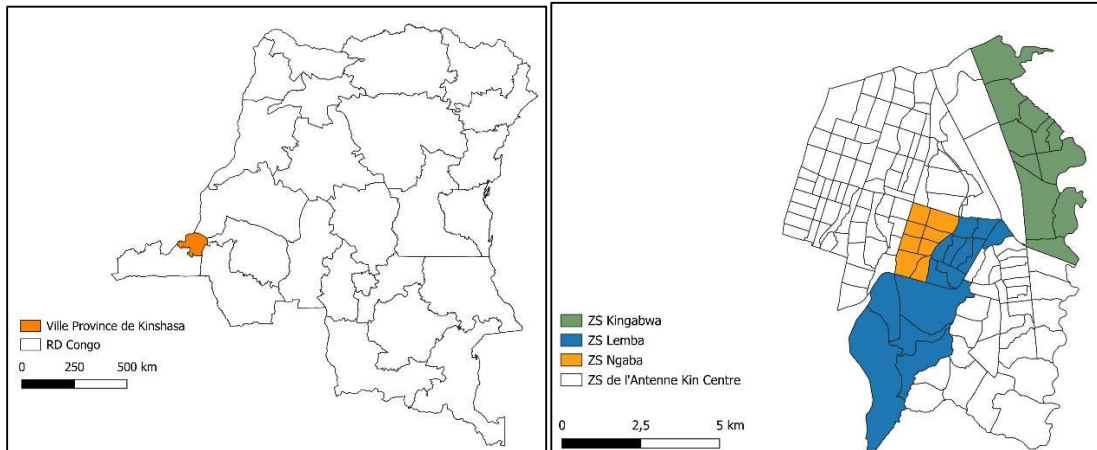 Ville Province de Kinshasa
RD Congo
0 250 500 km
ZS Kingabwa
ZS Lemba
ZS Ngaba
ZS de l'Antenne Kin Centre
0 2,5 5 km